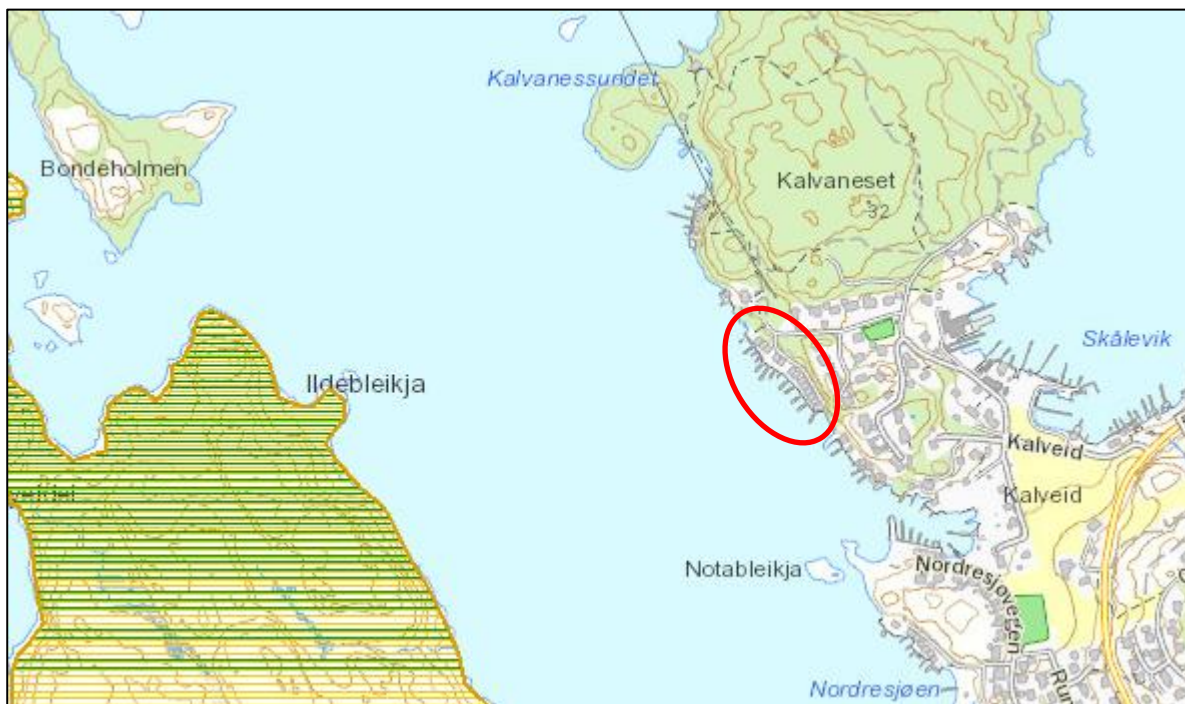 Kalvanessundet
Bondeholmen
Kalvaneset
32
Skålevik
Ildebleikja
Kalveid
Kalveid
Notableikja
Nordresjøvegen
Nordresjøen